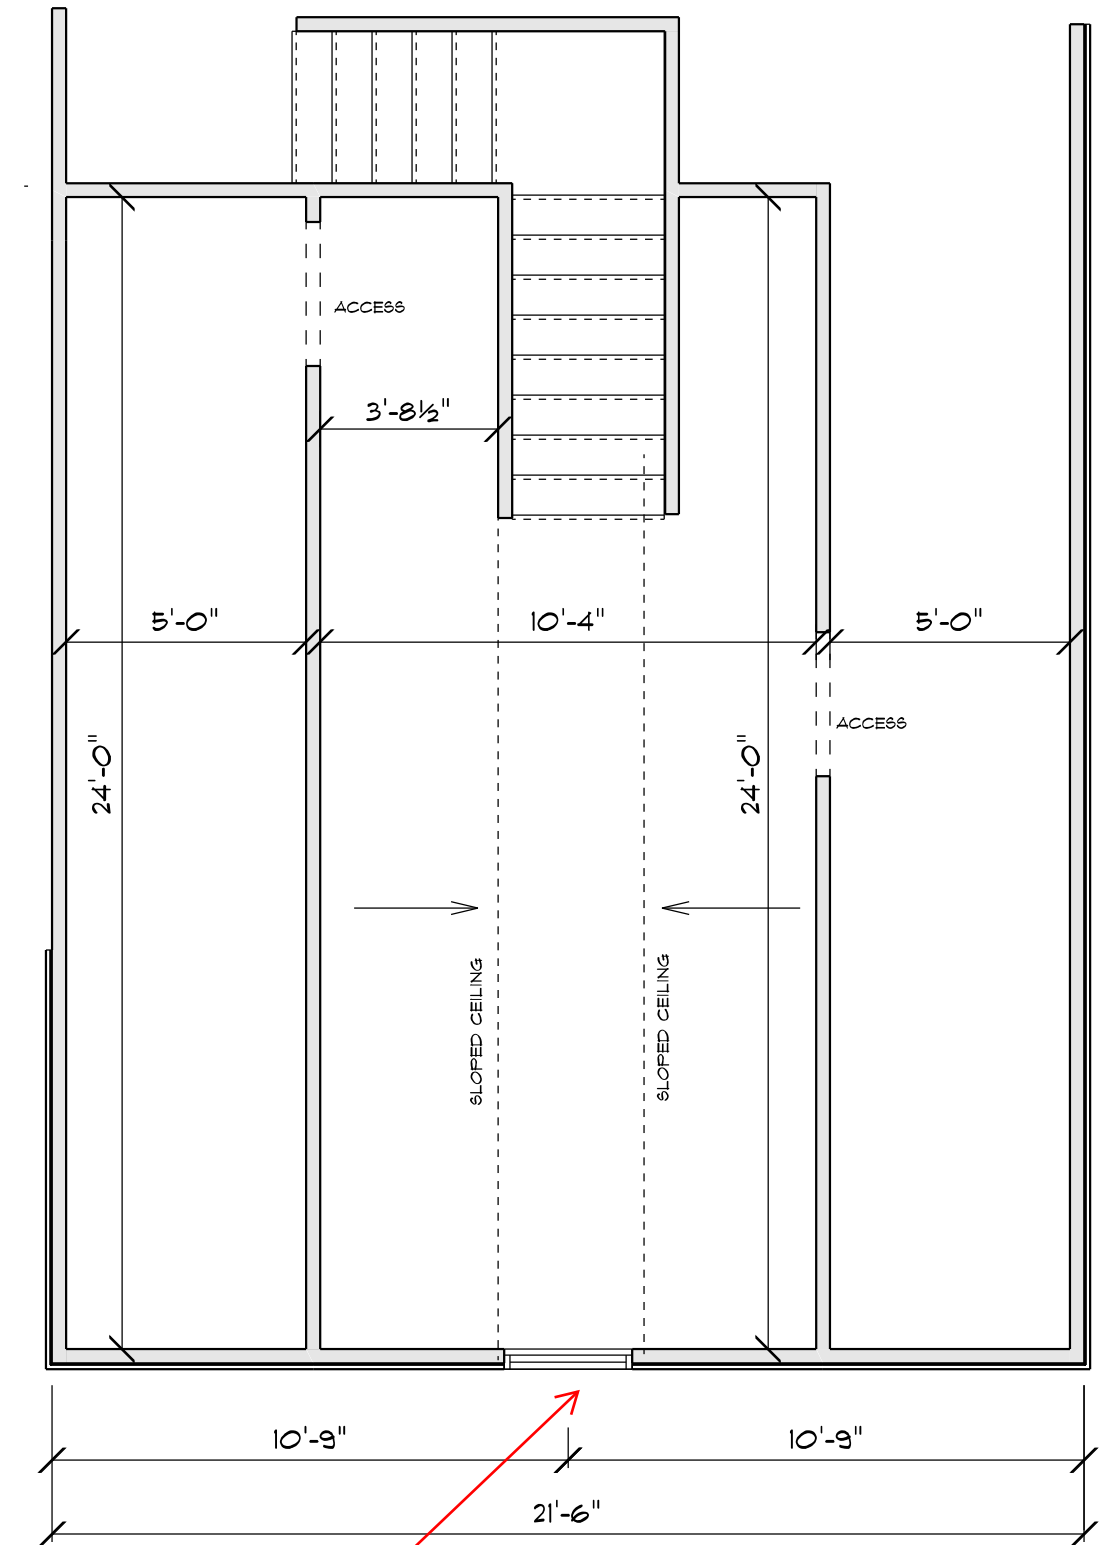 ACCESS
3'-8½"
5'-0"
10'-4"
5'-0"
ACCESS
24'-0"
24'-0"
SLOPED CEILING
SLOPED CEILING
10'-9"
10'-9"
21'-6"